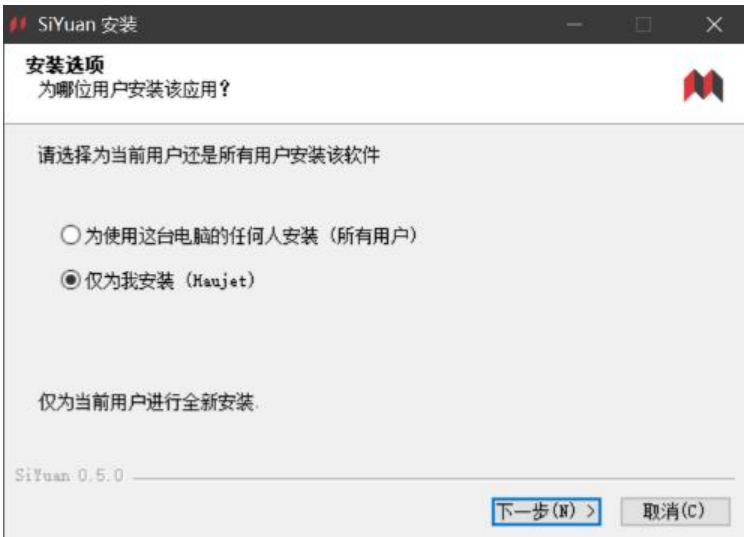 SiYuan 安装
安装选项
为哪位用户安装该应用?
请选择为当前用户还是所有用户安装该软件
为使用这台电脑的任何人安装 (所有用户)
仅为我安装 (Haujet)
仅为当前用户进行全新安装.
SiYuan 0.5.0
下一步(N) >
取消(C)